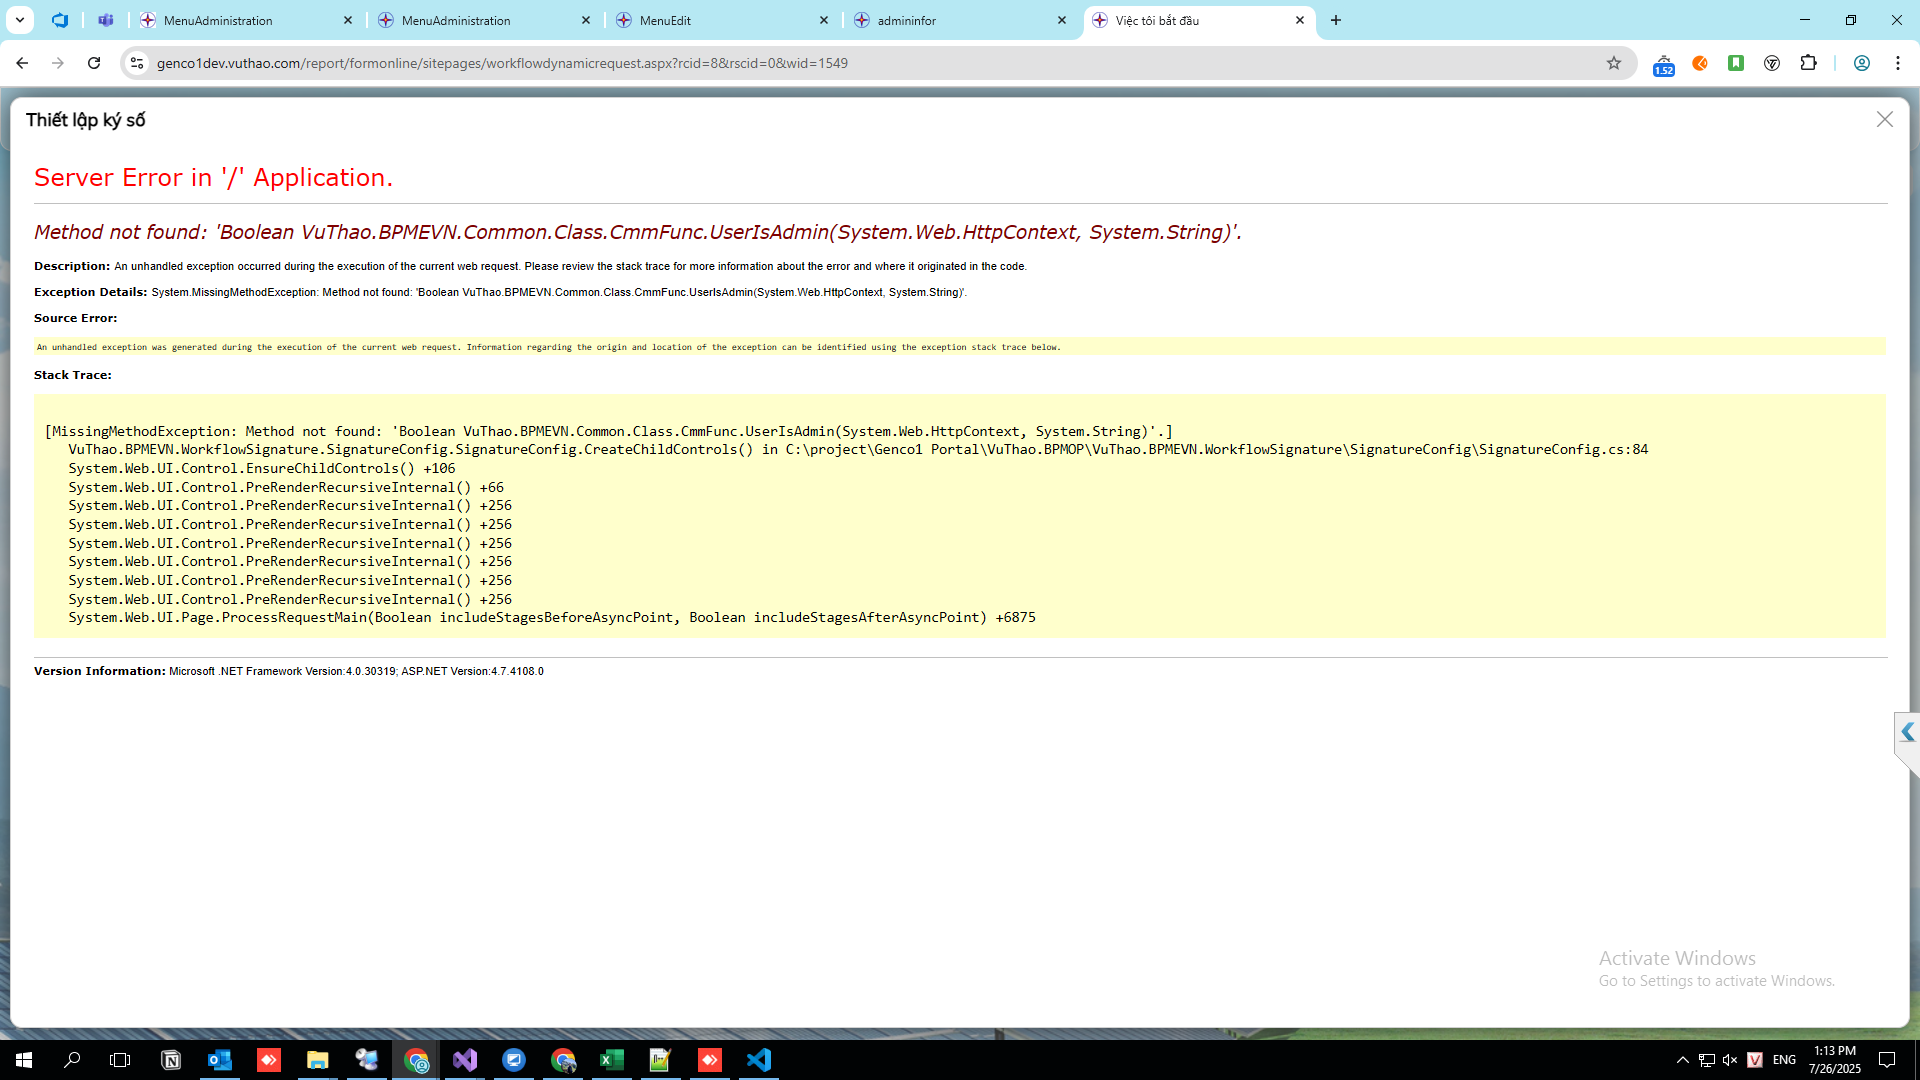 MenuAdministration
MenuAdministration
MenuEdit
admininfor
Việc tôi bắt đầu
genco1dev.vuthao.com/report/formonline/sitepages/workflowdynamicrequest.aspx?rcid=8&rscid=0&wid=1549
1.52
Thiết lập ký số
Server Error in '/' Application.
Method not found: 'Boolean VuThao.BPMEVN.Common.Class.CmmFunc.UserIsAdmin(System.Web.HttpContext, System.String)'.
Description: An unhandled exception occurred during the execution of the current web request. Please review the stack trace for more information about the error and where it originated in the code.
Exception Details: System.MissingMethodException: Method not found: 'Boolean VuThao.BPMEVN.Common.Class.CmmFunc.UserIsAdmin(System.Web.HttpContext, System.String)'.
Source Error:
An unhandled exception was generated during the execution of the current web request. Information regarding the origin and location of the exception can be identified using the exception stack trace below.
Stack Trace:
[MissingMethodException: Method not found: 'Boolean VuThao.BPMEVN.Common.Class.CmmFunc.UserIsAdmin(System.Web.HttpContext, System.String)'.]
VuThao.BPMEVN.WorkflowSignature.SignatureConfig.SignatureConfig.CreateChildControls() in C:\project\Genco1 Portal\VuThao.BPMOP\VuThao.BPMEVN.WorkflowSignature\SignatureConfig\SignatureConfig.cs:84
System.Web.UI.Control.EnsureChildControls() +106
System.Web.UI.Control.PreRenderRecursiveInternal() +66
System.Web.UI.Control.PreRenderRecursiveInternal() +256
System.Web.UI.Control.PreRenderRecursiveInternal() +256
System.Web.UI.Control.PreRenderRecursiveInternal() +256
System.Web.UI.Control.PreRenderRecursiveInternal() +256
System.Web.UI.Control.PreRenderRecursiveInternal() +256
System.Web.UI.Control.PreRenderRecursiveInternal() +256
System.Web.UI.Page.ProcessRequestMain(Boolean includeStagesBeforeAsyncPoint, Boolean includeStagesAfterAsyncPoint) +6875
Version Information: Microsoft .NET Framework Version:4.0.30319; ASP.NET Version:4.7.4108.0
Activate Windows
Go to Settings to activate Windows.
ENG
1:13 PM
7/26/2025